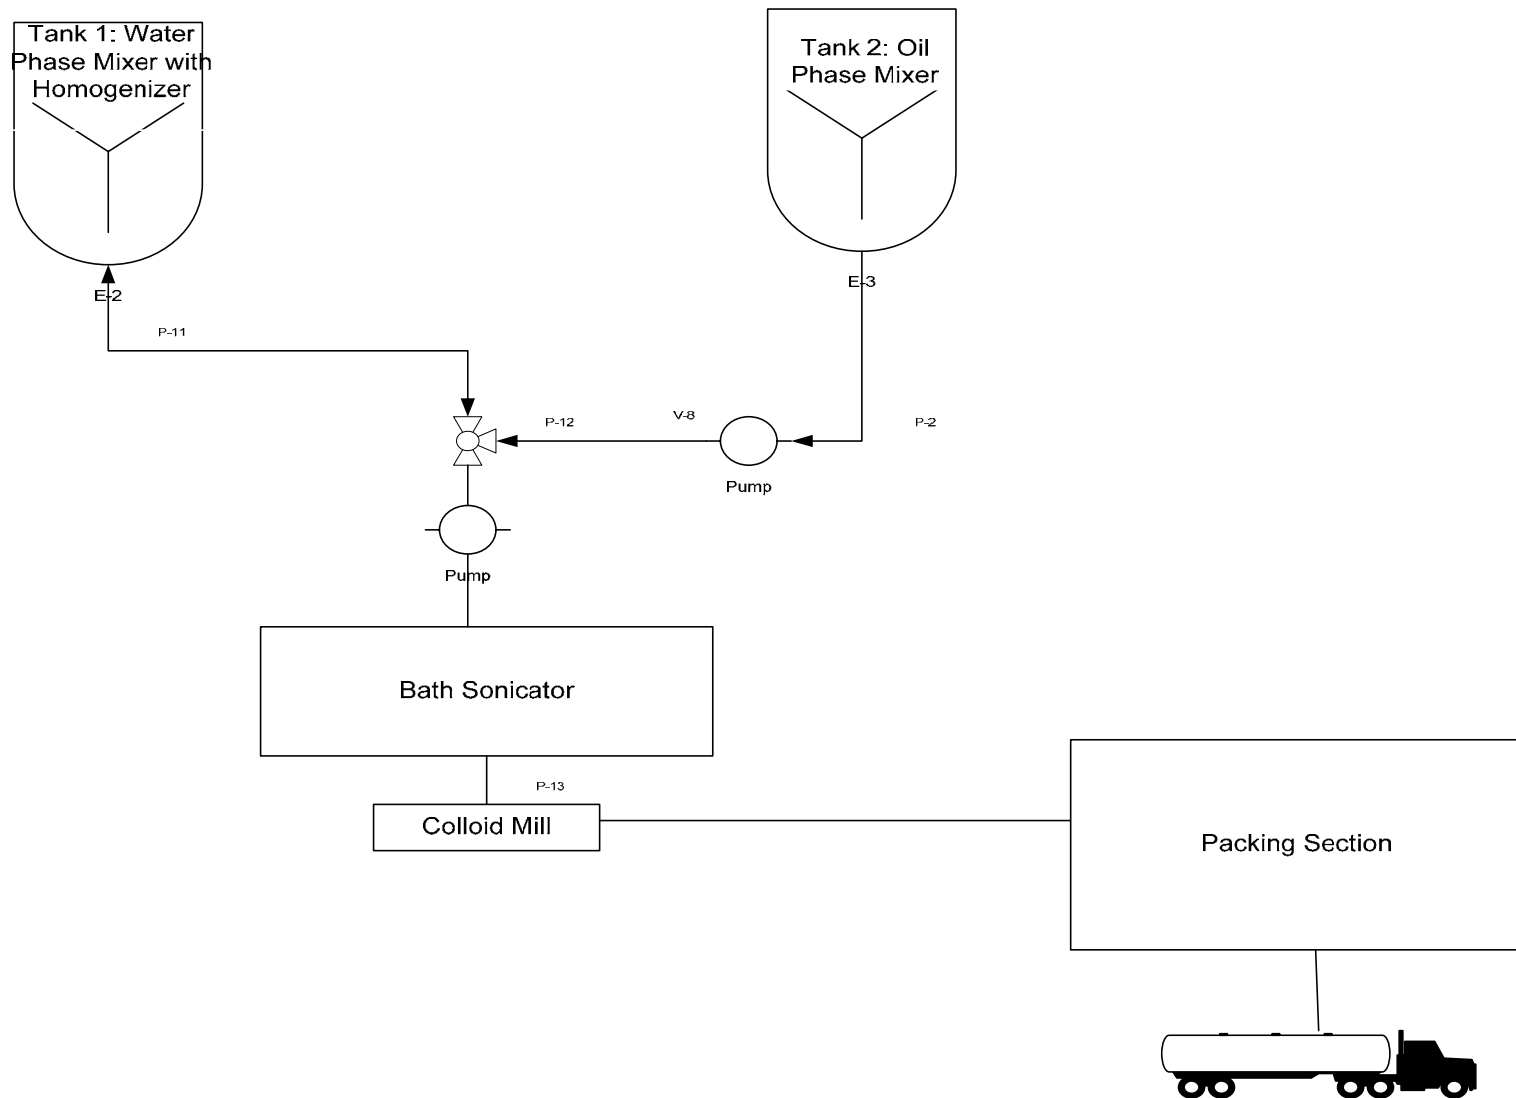 Tank 1: Water
Phase Mixer with
Homogenizer
Tank 2: Oil
Phase Mixer
E-2
E-3
P-11
P-12
V-8
P-2
Pump
Pump
Bath Sonicator
P-13
Colloid Mill
Packing Section